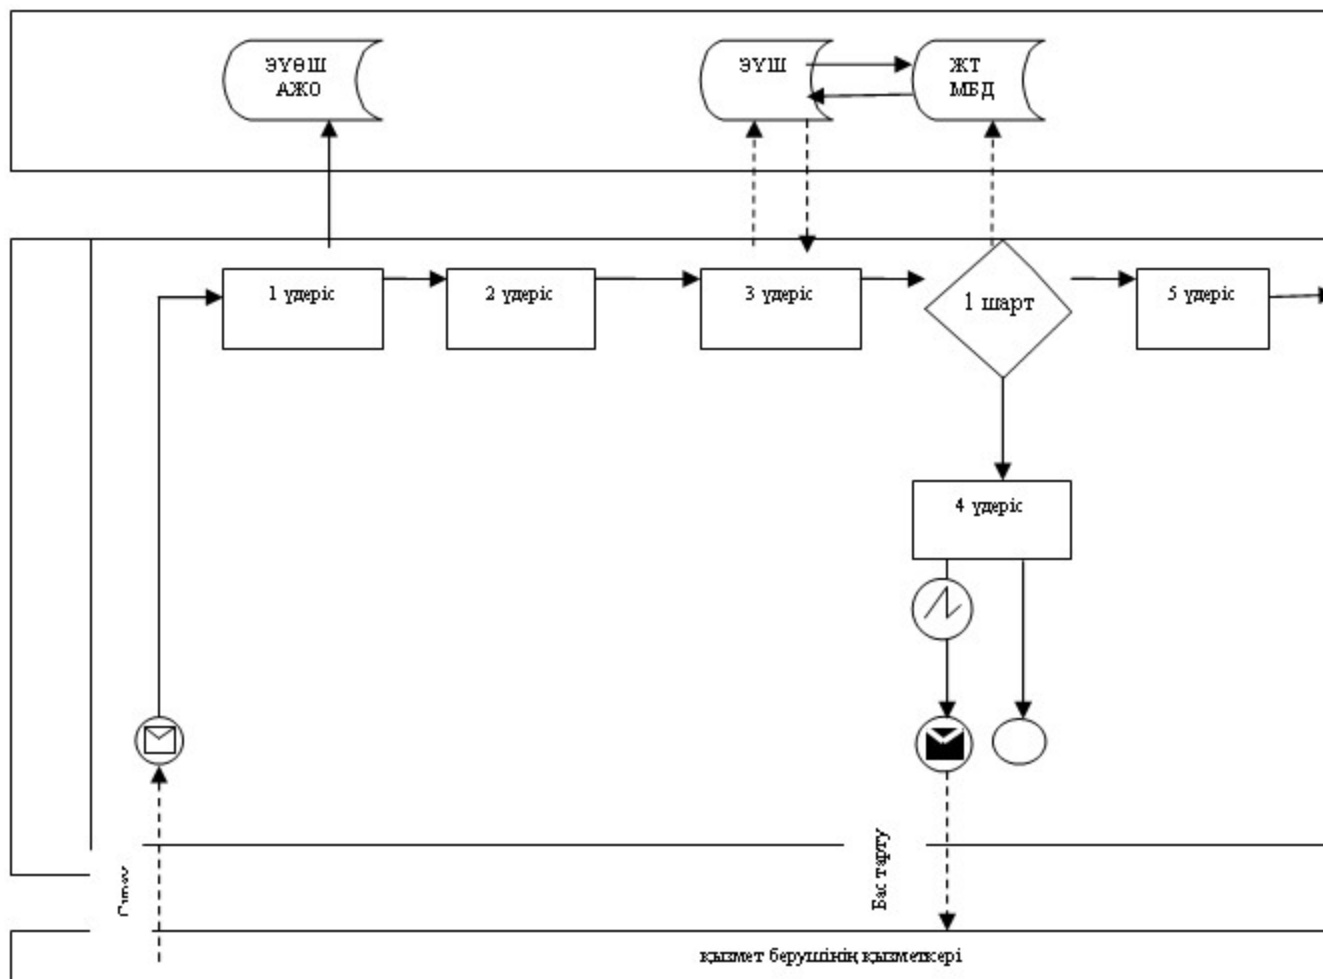 ЭҮӨШ
АЖО
ЭҮШ
ЖТ
МБД
1 үдеріс
2 үдеріс
3 үдеріс
1 шарт
5 үдеріс
4 үдеріс
Бас тарту
қызмет берушінің қызметкері